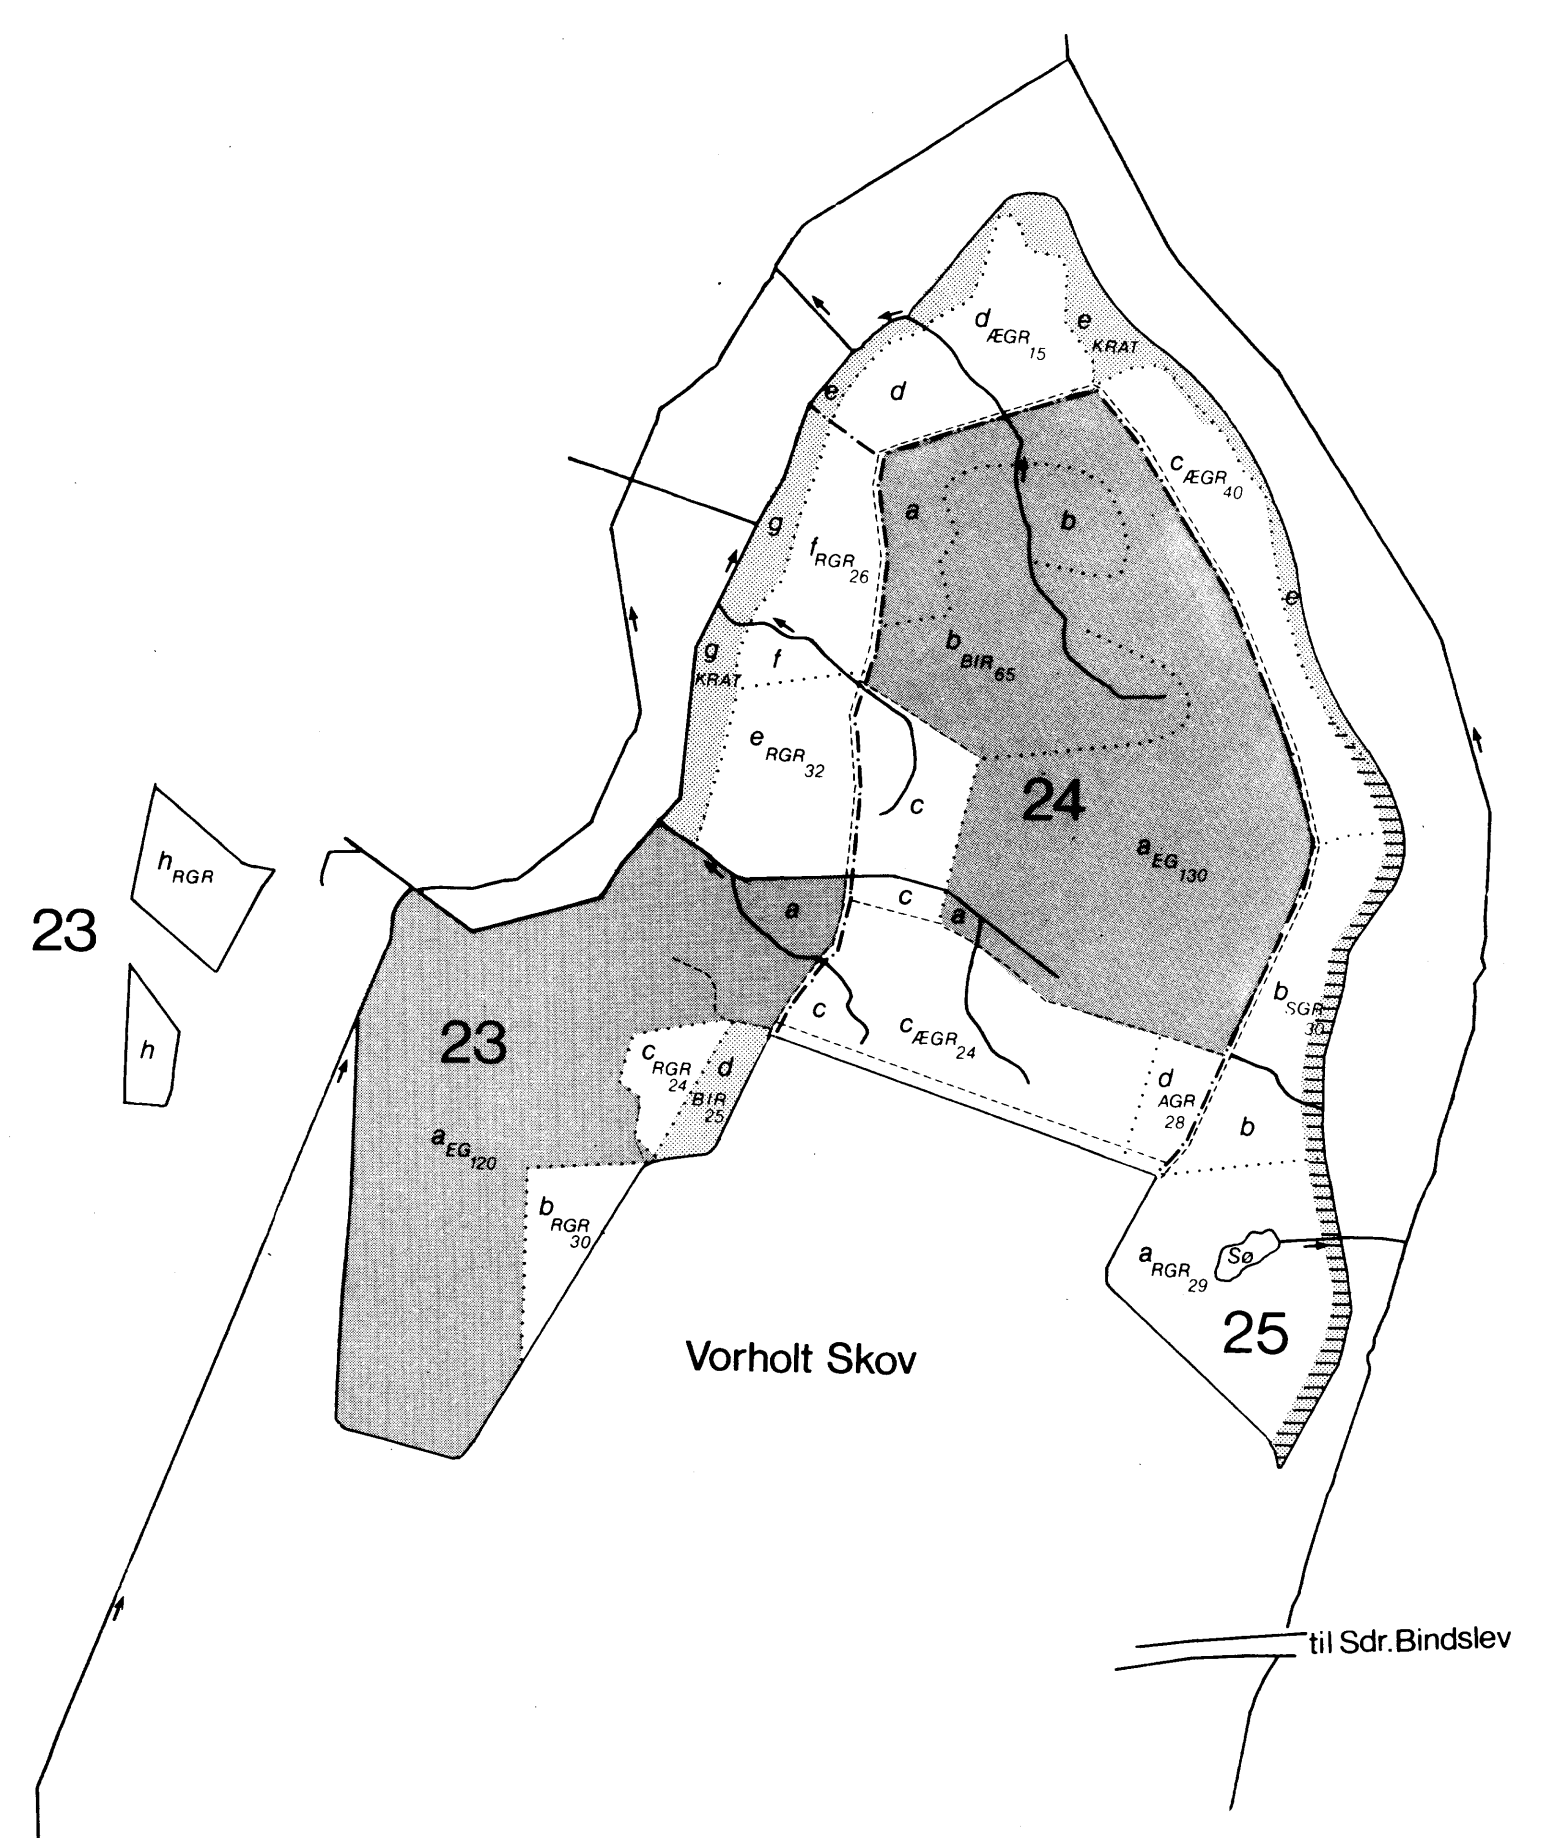 d ÆGR 15
e KRAT
e
d
c ÆGR 40
g
a
b
f RGR 26
e
g KRAT
f
b BIR 65
e RGR 32
c
24
a EG 130
h RGR
23
a
c
a
b SGR 30
c
c ÆGR 24
23
h
c RGR 24
d BIR 25
d AGR 28
b
a EG 120
b RGR 30
a RGR 29
Sø
25
Vorholt Skov
til Sdr. Bindslev